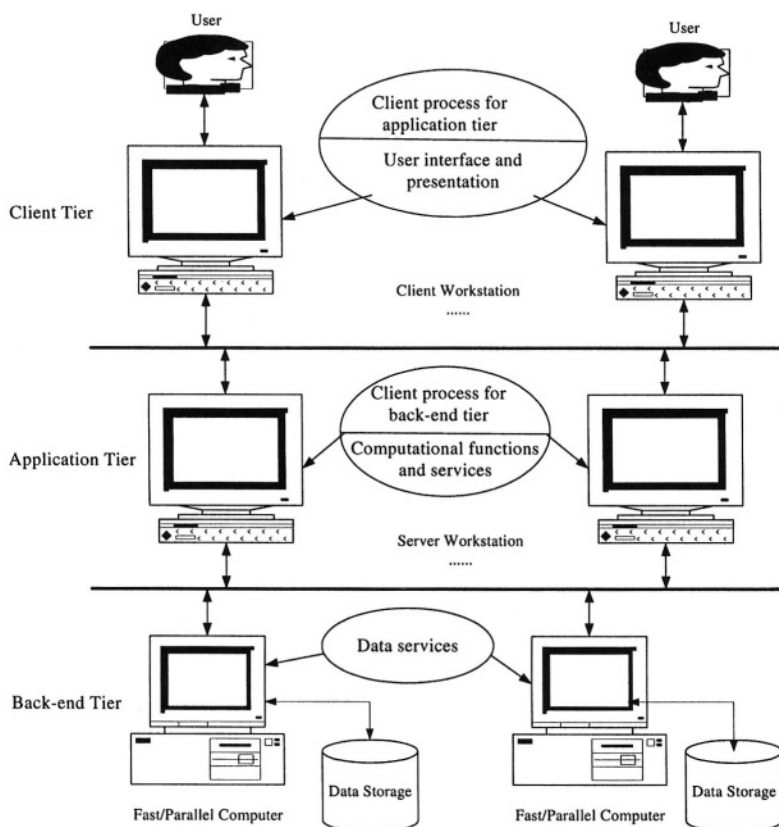 User
User
Client process for
application tier
User interface and
presentation
Client Tier
Client Workstation
......
Client process for
back-end tier
Computational functions
and services
Application Tier
Server Workstation
......
Data services
Back-end Tier
Data Storage
Data Storage
Fast/Parallel Computer
Fast/Parallel Computer